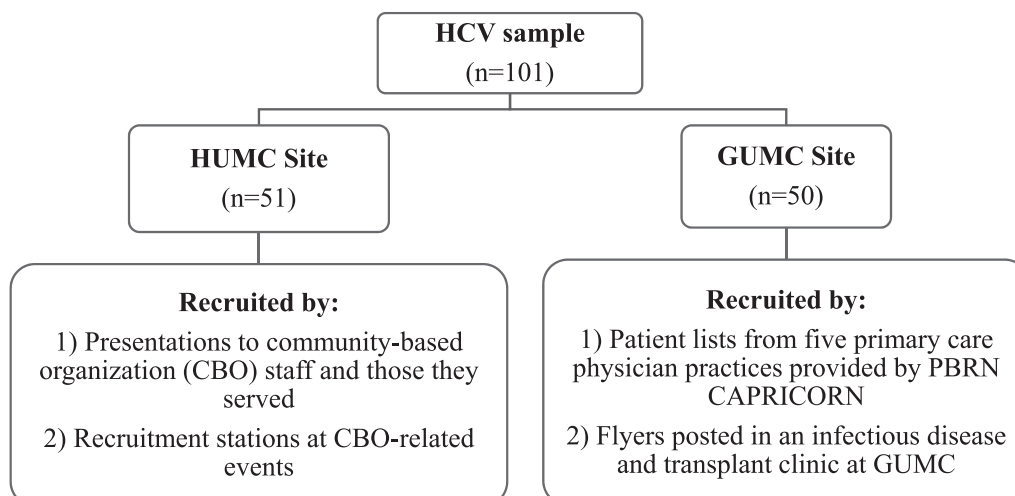 HCV sample
(n=101)
HUMC Site
(n=51)
GUMC Site
(n=50)
Recruited by:
1) Presentations to community-based
organization (CBO) staff and those they
served
2) Recruitment stations at CBO-related
events
Recruited by:
1) Patient lists from five primary care
physician practices provided by PBRN
CAPRICORN
2) Flyers posted in an infectious disease
and transplant clinic at GUMC